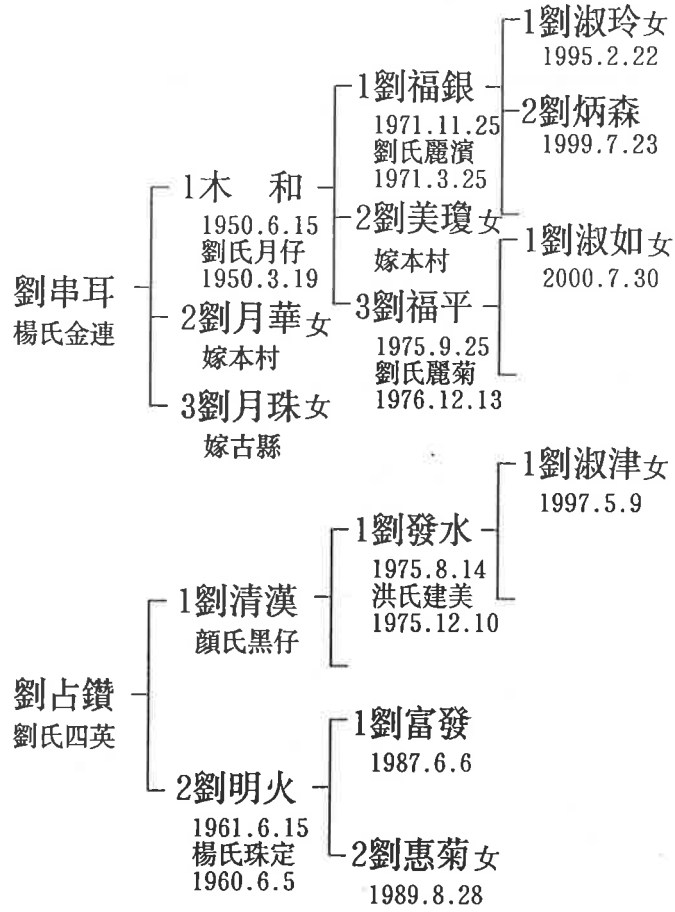 劉串耳
楊氏金連
1木　和
1950.6.15
劉氏月仔
1950.3.19
1劉福銀
1971.11.25
劉氏麗濱
1971.3.25
1劉淑玲女
1995.2.22
2劉炳森
1999.7.23
2劉美瓊女
嫁本村
3劉福平
1975.9.25
劉氏麗菊
1976.12.13
1劉淑如女
2000.7.30
2劉月華女
嫁本村
3劉月珠女
嫁古縣
劉占鑽
劉氏四英
1劉清漢
顏氏黑仔
1劉發水
1975.8.14
洪氏建美
1975.12.10
1劉淑津女
1997.5.9
2劉明火
1961.6.15
楊氏珠定
1960.6.5
1劉富發
1987.6.6
2劉惠菊女
1989.8.28